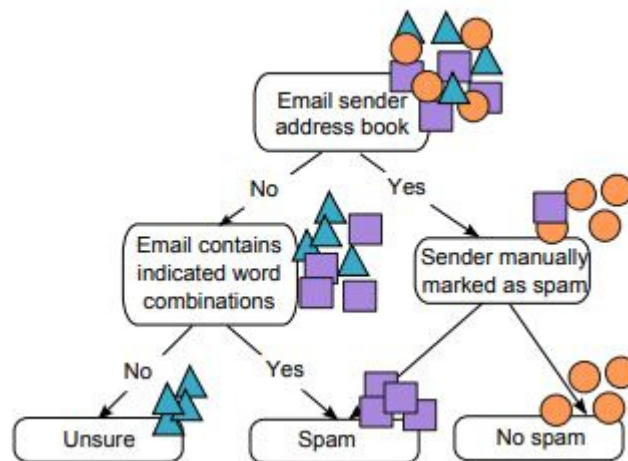 Email sender
address book
No
Yes
Email contains
indicated word
combinations
Sender manually
marked as spam
No
Yes
Unsure
Spam
No spam